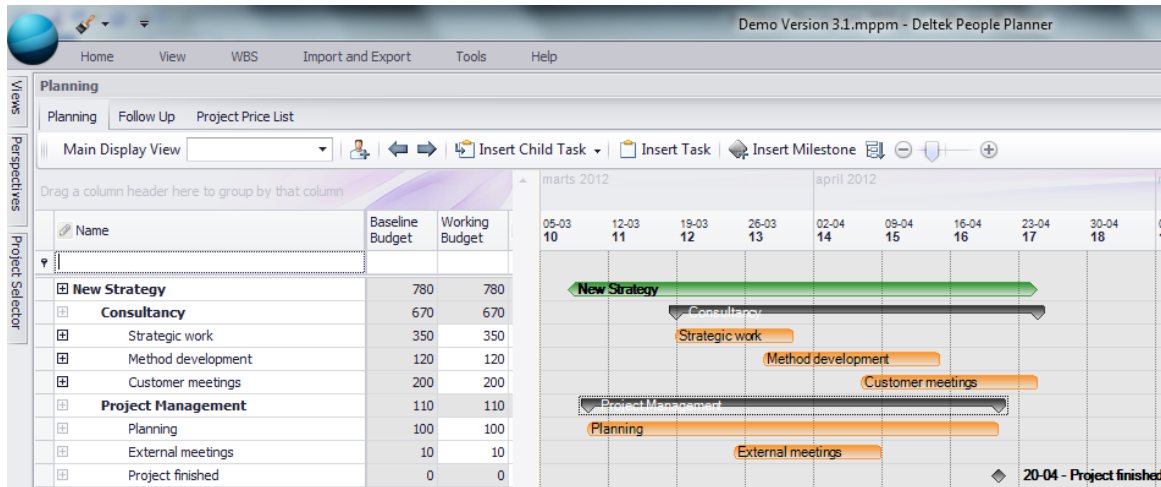 Demo Version 3.1.mppm - Deltek People Planner
Home View WBS Import and Export Tools Help
Views
Perspectives
Project Selector
Planning
Planning Follow Up Project Price List
Main Display View Insert Child Task Insert Task Insert Milestone
Drag a column header here to group by that column
marts 2012 april 2012
Name Baseline Budget Working Budget
05-03 12-03 19-03 26-03 02-04 09-04 16-04 23-04 30-04
10 11 12 13 14 15 16 17 18
New Strategy 780 780 New Strategy
Consultancy 670 670 Consultancy
Strategic work 350 350 Strategic work
Method development 120 120 Method development
Customer meetings 200 200 Customer meetings
Project Management 110 110 Project Management
Planning 100 100 Planning
External meetings 10 10 External meetings
Project finished 0 0 20-04 - Project finished